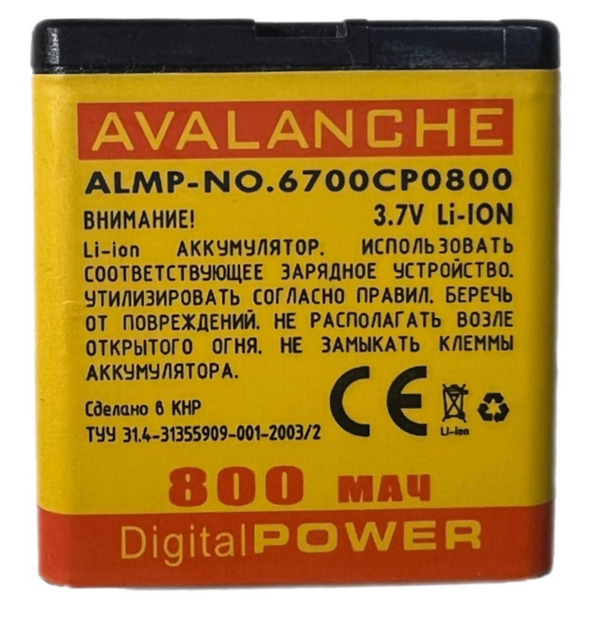 AVALANCHE
ALMP-NO.6700CP0800
ВНИМАНИЕ! 3.7V Li-ION
Li-ion АККУМУЛЯТОР. ИСПОЛЬЗОВАТЬ
СООТВЕТСТВУЮЩЕЕ ЗАРЯДНОЕ УСТРОЙСТВО.
УТИЛИЗИРОВАТЬ СОГЛАСНО ПРАВИЛ. БЕРЕЧЬ
ОТ ПОВРЕЖДЕНИЙ. НЕ РАСПОЛАГАТЬ ВОЗЛЕ
ОТКРЫТОГО ОГНЯ. НЕ ЗАМЫКАТЬ КЛЕММЫ
АККУМУЛЯТОРА.
CE
Сделано в КНР
ТУУ 31.4-31355909-001-2003/2
Li-ion
800 МАЧ
DigitalPOWER